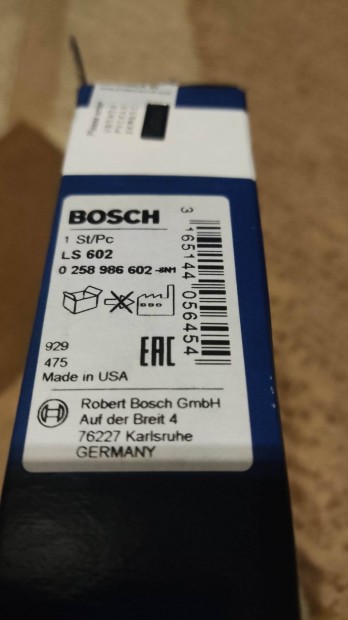 BOSCH
1 St/Pc
LS 602
0 258 986 602 -8N1
3 165144 056454
EAC
929
475
Made in USA
Robert Bosch GmbH
Auf der Breit 4
76227 Karlsruhe
GERMANY